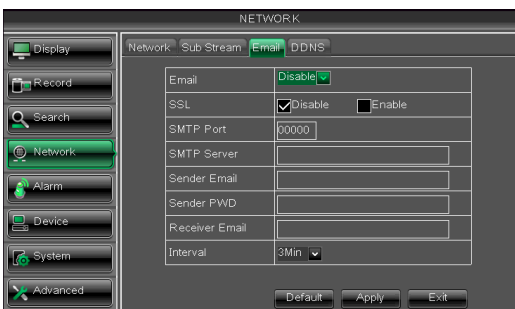 NETWORK
Display
Record
Search
Network
Alarm
Device
System
Advanced
Network Sub Stream Email DDNS
Email Disable
SSL Disable Enable
SMTP Port 00000
SMTP Server
Sender Email
Sender PWD
Receiver Email
Interval 3Min
Default Apply Exit